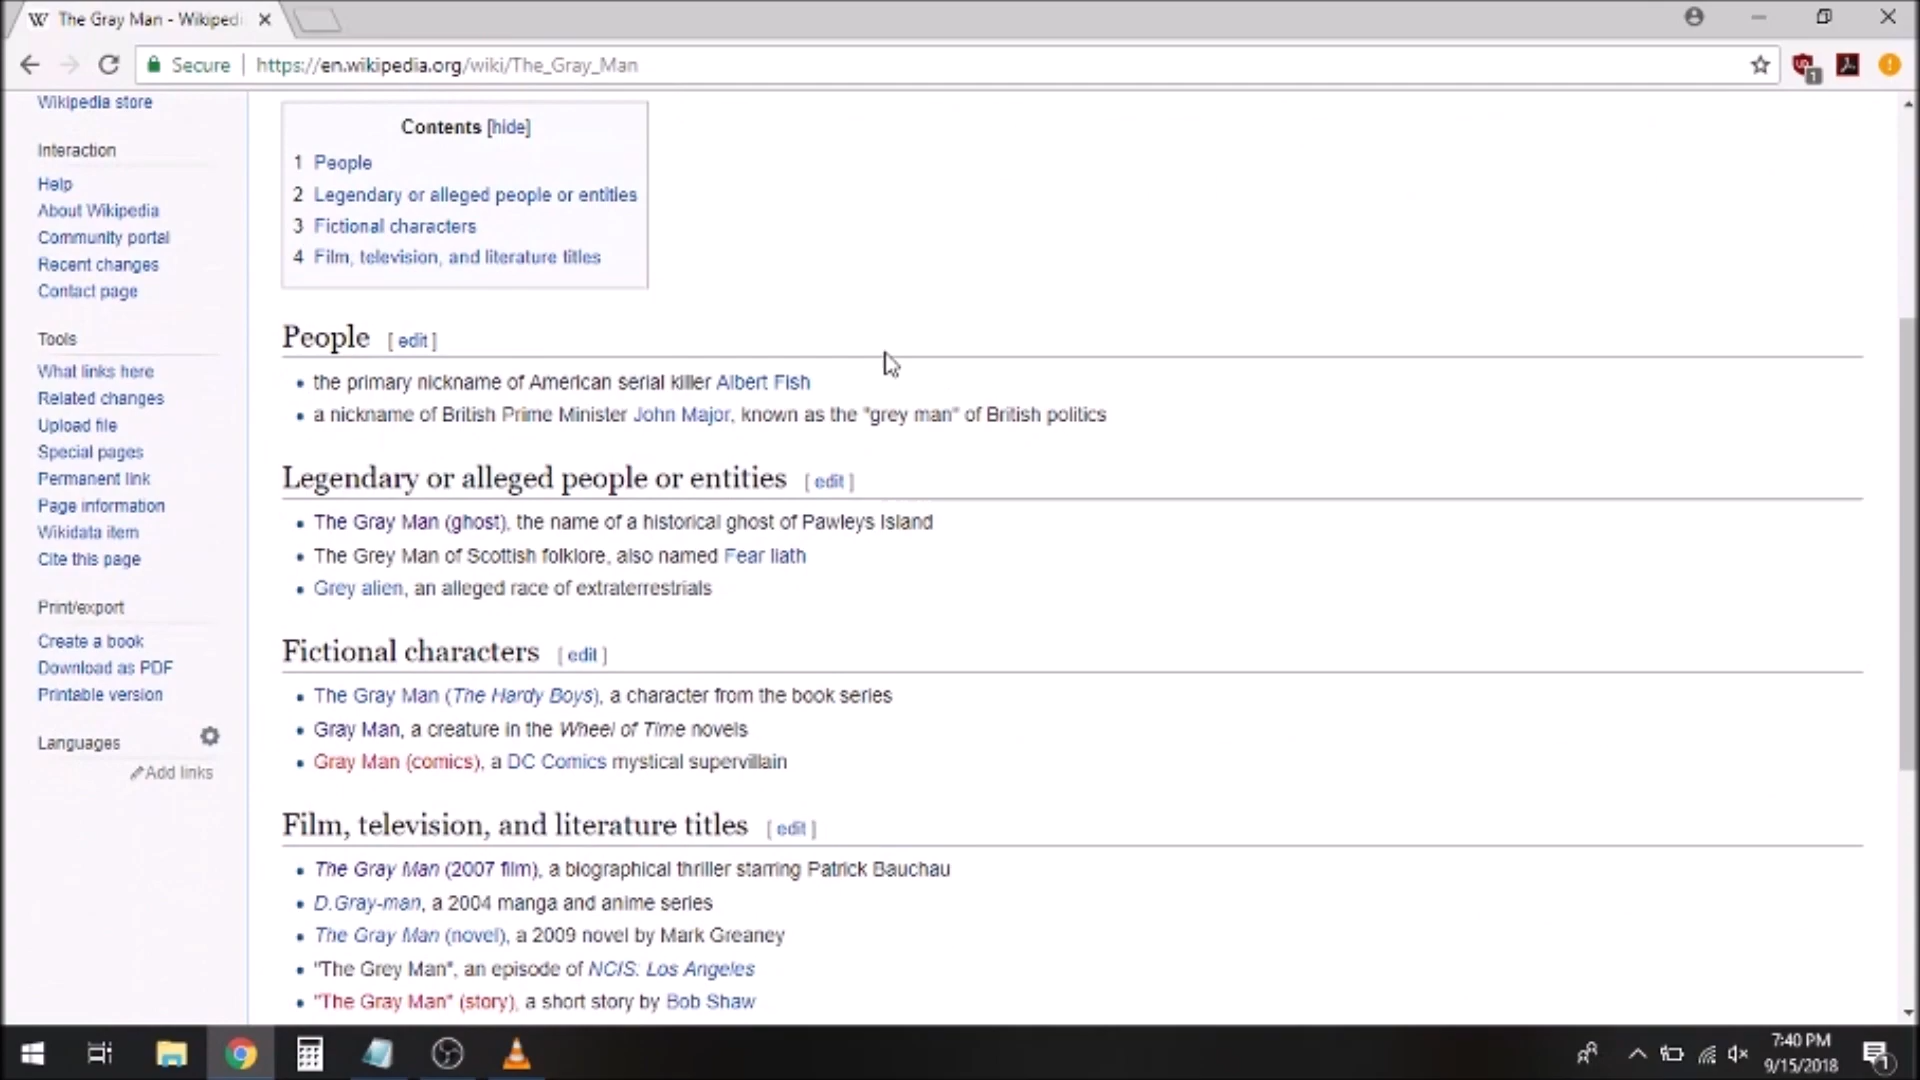 The Gray Man - Wikipedi
Secure
https://en.wikipedia.org/wiki/The_Gray_Man
1
Wikipedia store
Interaction
Help
About Wikipedia
Community portal
Recent changes
Contact page
Tools
What links here
Related changes
Upload file
Special pages
Permanent link
Page information
Wikidata item
Cite this page
Print/export
Create a book
Download as PDF
Printable version
Languages
Add links
Contents [hide]
1 People
2 Legendary or alleged people or entities
3 Fictional characters
4 Film, television, and literature titles
People [ edit ]
• the primary nickname of American serial killer Albert Fish
• a nickname of British Prime Minister John Major, known as the "grey man" of British politics
Legendary or alleged people or entities [ edit ]
• The Gray Man (ghost), the name of a historical ghost of Pawleys Island
• The Grey Man of Scottish folklore, also named Fear liath
• Grey alien, an alleged race of extraterrestrials
Fictional characters [ edit ]
• The Gray Man (The Hardy Boys), a character from the book series
• Gray Man, a creature in the Wheel of Time novels
• Gray Man (comics), a DC Comics mystical supervillain
Film, television, and literature titles [ edit ]
• The Gray Man (2007 film), a biographical thriller starring Patrick Bauchau
• D.Gray-man, a 2004 manga and anime series
• The Gray Man (novel), a 2009 novel by Mark Greaney
• "The Grey Man", an episode of NCIS: Los Angeles
• "The Gray Man" (story), a short story by Bob Shaw
7:40 PM
9/15/2018
1